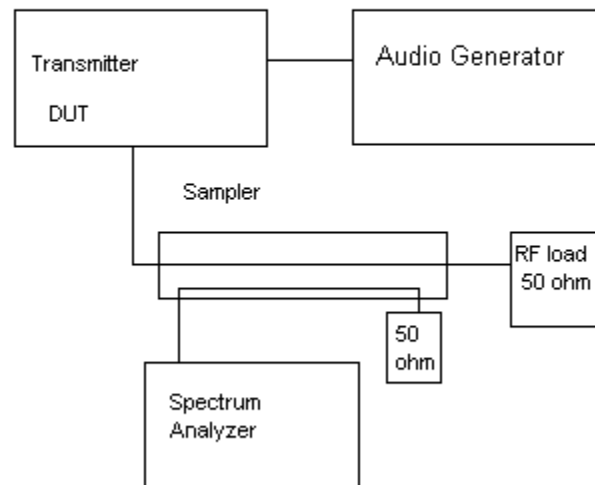 Transmitter
DUT
Audio Generator
Sampler
RF load
50 ohm
50
ohm
Spectrum
Analyzer